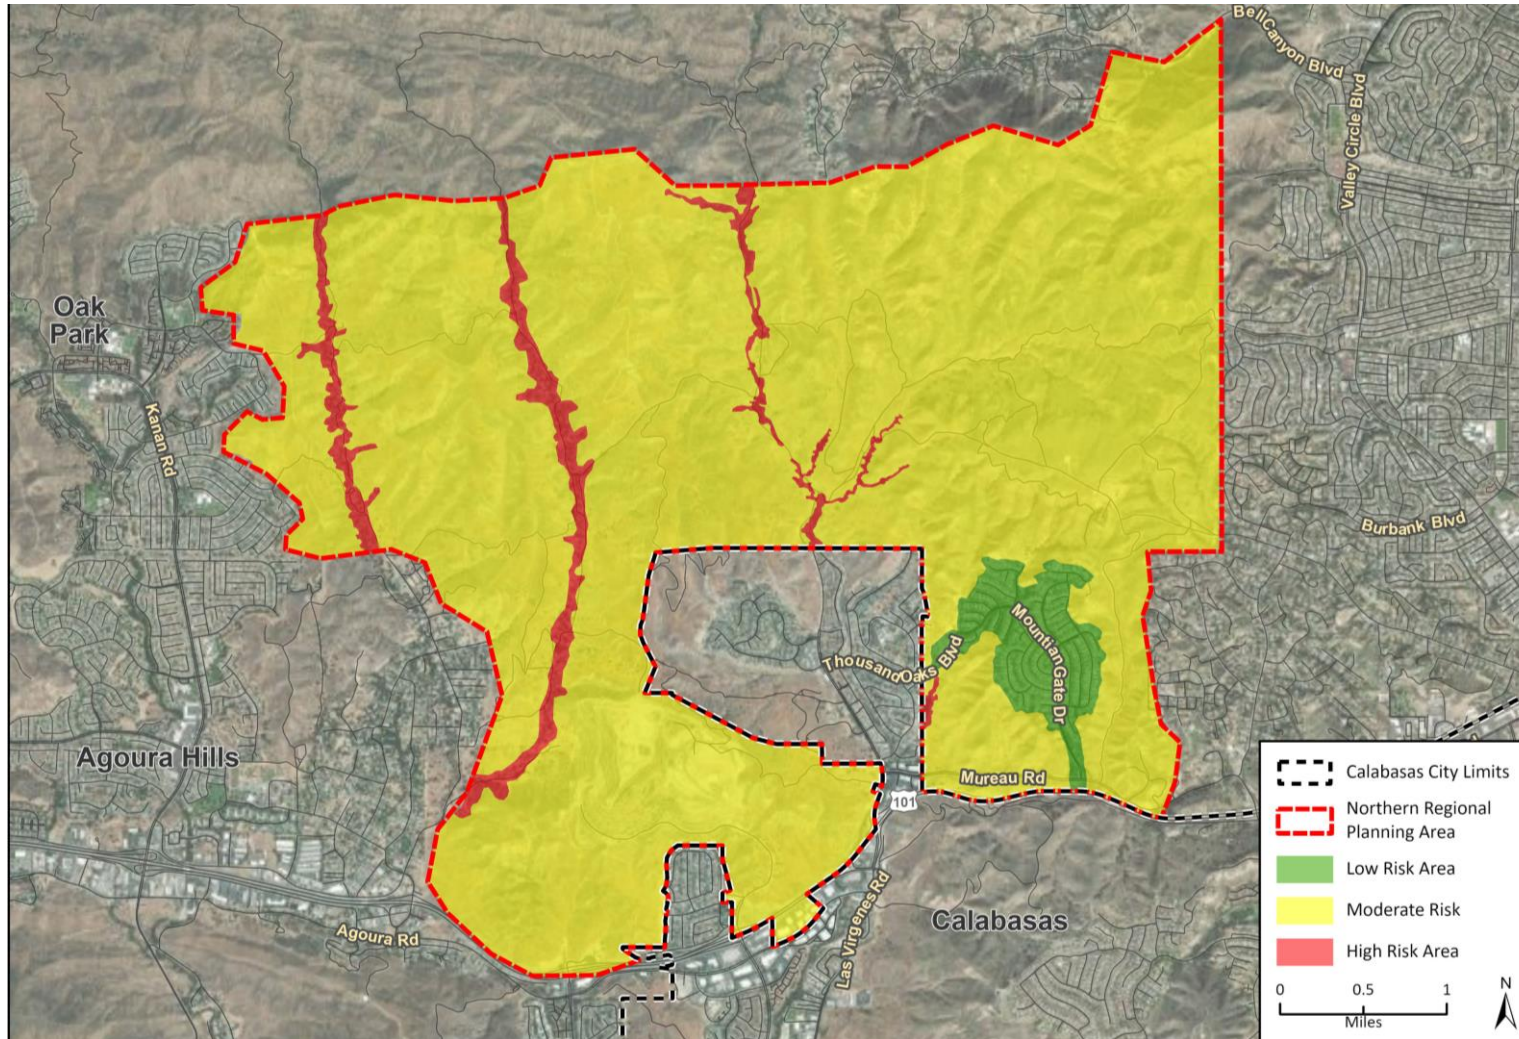 Bell Canyon Blvd
Valley Circle Blvd
Oak
Park
Kanan Rd
Burbank Blvd
Mountian Gate Dr
Thousand Oaks Blvd
Agoura Hills
Mureau Rd
101
Las Virgenes Rd
Calabasas
Agoura Rd
Calabasas City Limits
Northern Regional
Planning Area
Low Risk Area
Moderate Risk
High Risk Area
0 0.5 1
Miles
N